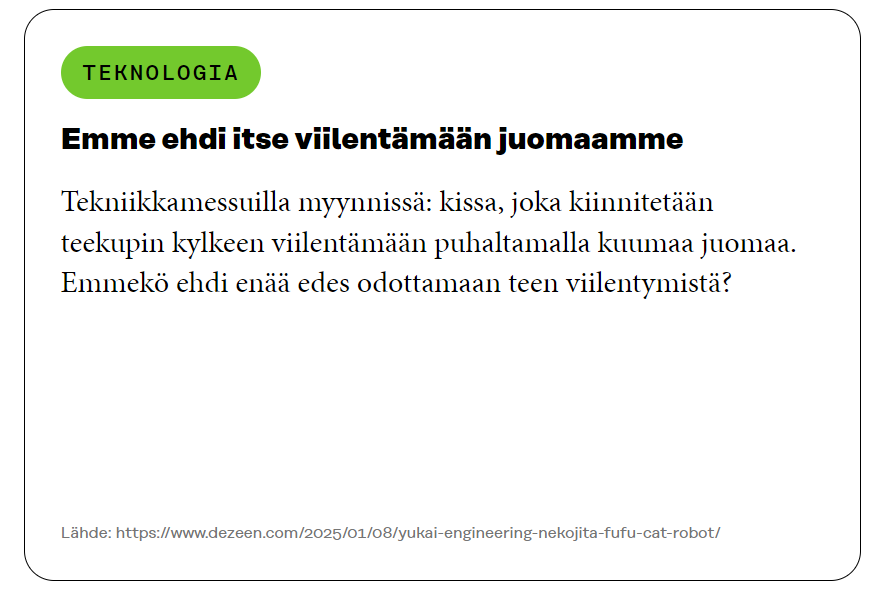 TEKNOLOGIA
Emme ehdi itse viilentämään juomaamme
Tekniikkamessuilla myynnissä: kissa, joka kiinnitetään
teekupin kylkeen viilentämään puhaltamalla kuumaa juomaa.
Emmekö ehdi enää edes odottamaan teen viilentymistä?
Lähde: https://www.dezeen.com/2025/01/08/yukai-engineering-nekojita-fufu-cat-robot/